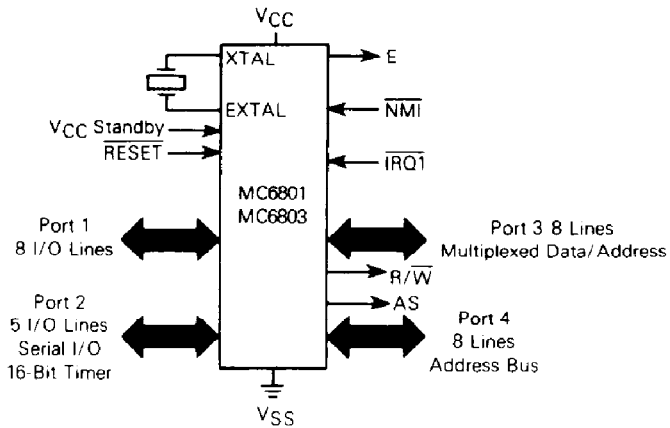 VCC
XTAL
E
EXTAL
NMI
VCC Standby
RESET
IRQ1
MC6801
MC6803
Port 1
8 I/O Lines
Port 3 8 Lines
Multiplexed Data/Address
R/W
AS
Port 2
5 I/O Lines
Serial I/O
16-Bit Timer
Port 4
8 Lines
Address Bus
VSS